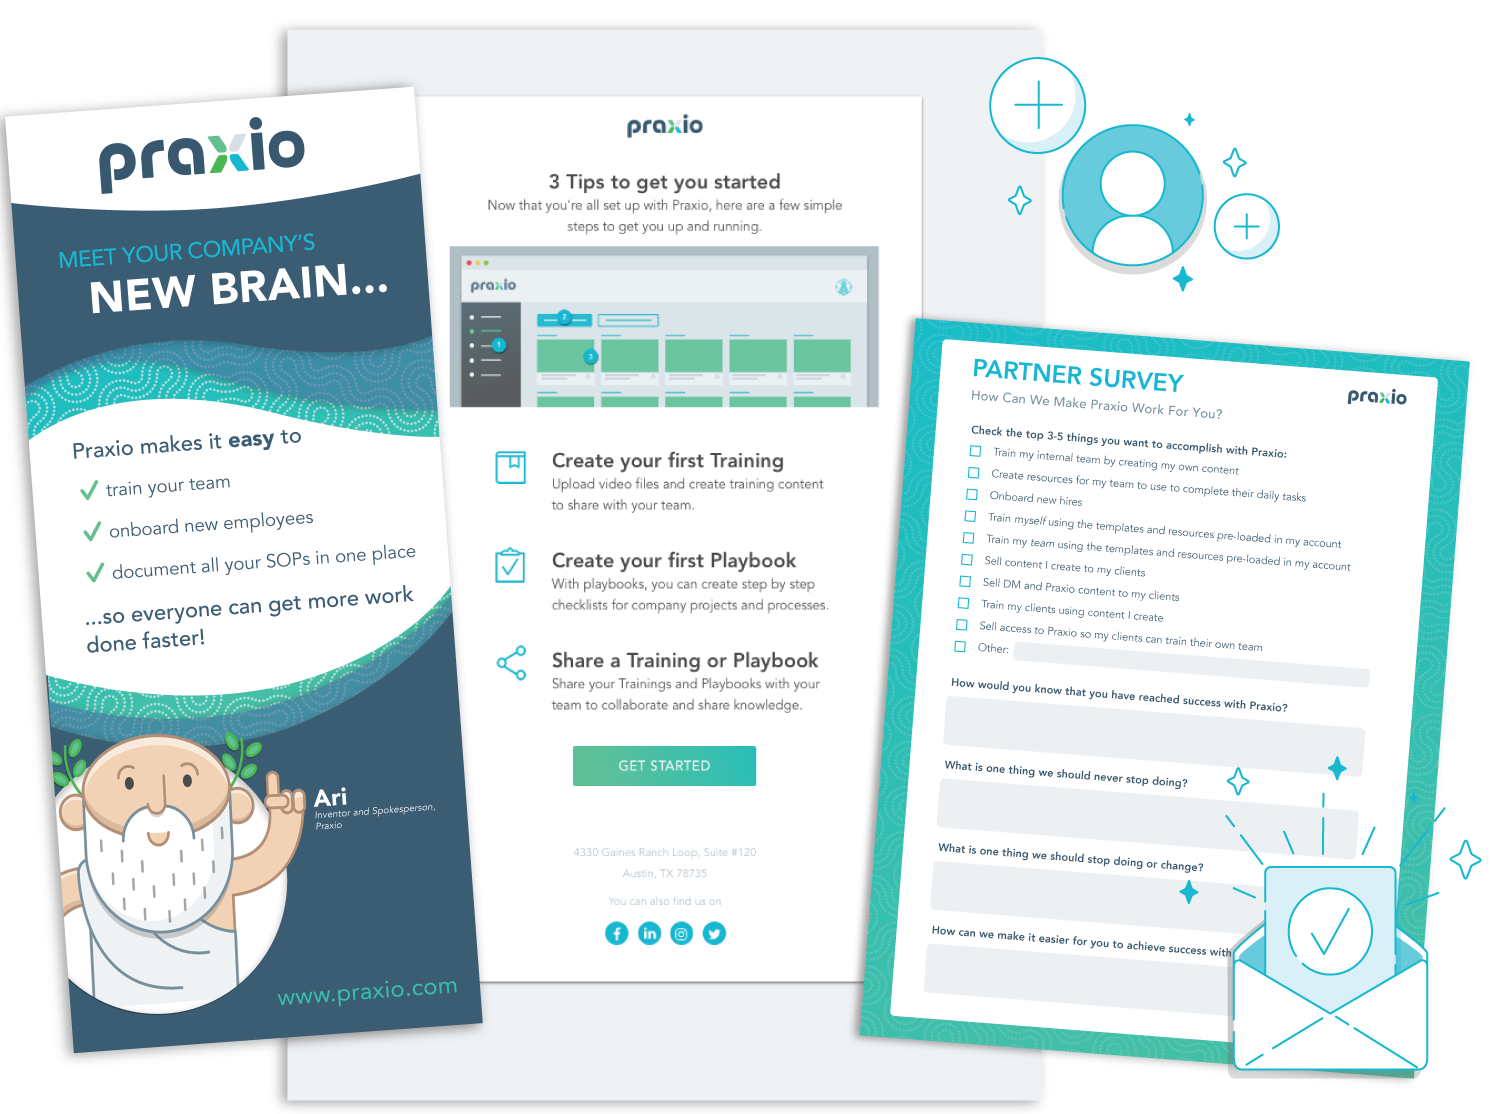 praxio
MEET YOUR COMPANY'S
NEW BRAIN...
Praxio makes it easy to
train your team
onboard new employees
document all your SOPs in one place
...so everyone can get more work
done faster!
Ari
Inventor and Spokesperson,
Praxio
www.praxio.com
praxio
3 Tips to get you started
Now that you're all set up with Praxio, here are a few simple
steps to get you up and running.
praxio
2
1
3
Create your first Training
Upload video files and create training content
to share with your team.
Create your first Playbook
With playbooks, you can create step by step
checklists for company projects and processes.
Share a Training or Playbook
Share your Trainings and Playbooks with your
team to collaborate and share knowledge.
GET STARTED
4330 Gaines Ranch Loop, Suite #120
Austin, TX 78735
You can also find us on
PARTNER SURVEY
praxio
How Can We Make Praxio Work For You?
Check the top 3-5 things you want to accomplish with Praxio:
Train my internal team by creating my own content
Create resources for my team to use to complete their daily tasks
Onboard new hires
Train myself using the templates and resources pre-loaded in my account
Train my team using the templates and resources pre-loaded in my account
Sell content I create to my clients
Sell DM and Praxio content to my clients
Train my clients using content I create
Sell access to Praxio so my clients can train their own team
Other:
How would you know that you have reached success with Praxio?
What is one thing we should never stop doing?
What is one thing we should stop doing or change?
How can we make it easier for you to achieve success with